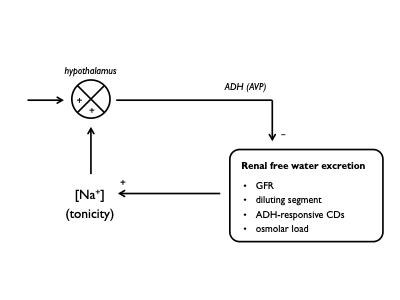 hypothalamus
+
+
ADH (AVP)
–
Renal free water excretion
• GFR
• diluting segment
• ADH-responsive CDs
• osmolar load
+
[Na⁺]
(tonicity)